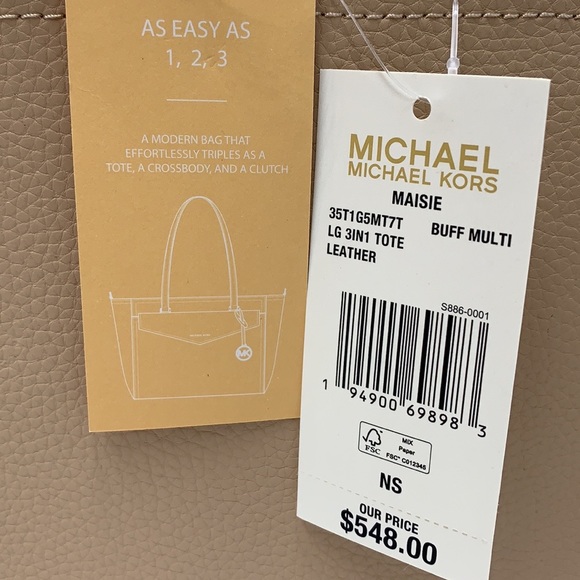 AS EASY AS
1, 2, 3
A MODERN BAG THAT
EFFORTLESSLY TRIPLES AS A
TOTE, A CROSSBODY, AND A CLUTCH
MK
MICHAEL
MICHAEL KORS
MAISIE
35T1G5MT7T BUFF MULTI
LG 3IN1 TOTE
LEATHER
S886-0001
1 94900 69898 3
FSC
MIX
Paper
FSC® C012345
NS
OUR PRICE
$548.00